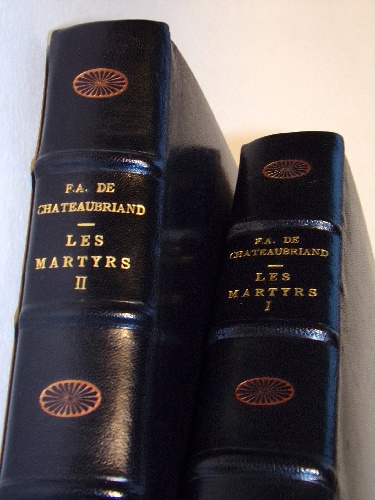 F.A. DE
CHATEAUBRIAND
LES
MARTYRS
II
F.A. DE
CHATEAUBRIAND
LES
MARTYRS
I